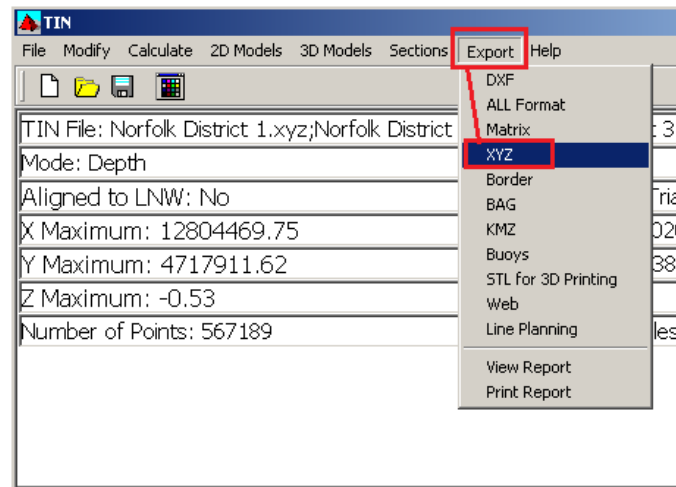 TIN
File Modify Calculate 2D Models 3D Models Sections Export Help
DXF
ALL Format
Matrix
XYZ
Border
BAG
KMZ
Buoys
STL for 3D Printing
Web
Line Planning
View Report
Print Report
TIN File: Norfolk District 1.xyz;Norfolk District
Mode: Depth
Aligned to LNW: No
X Maximum: 12804469.75
Y Maximum: 4717911.62
Z Maximum: -0.53
Number of Points: 567189